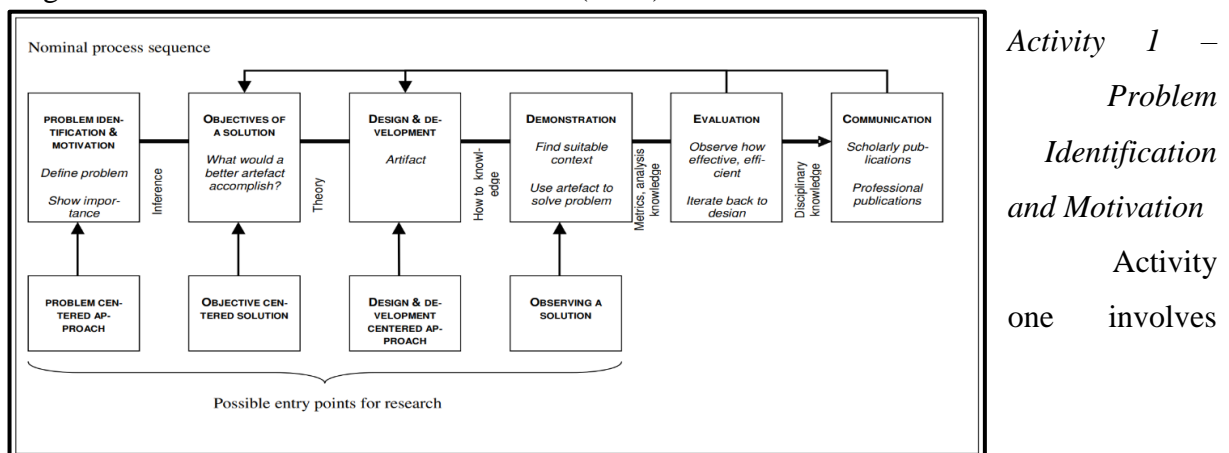 Nominal process sequence
PROBLEM IDEN-
TIFICATION &
MOTIVATION
Define problem
Show impor-
tance
Inference
OBJECTIVES OF
A SOLUTION
What would a
better artefact
accomplish?
Theory
DESIGN & DE-
VELOPMENT
Artifact
How to knowl-
edge
DEMONSTRATION
Find suitable
context
Use artefact to
solve problem
Metrics, analysis
knowledge
EVALUATION
Observe how
effective, effi-
cient
Iterate back to
design
Disciplinary
knowledge
COMMUNICATION
Scholarly pub-
lications
Professional
publications
PROBLEM CEN-
TERED AP-
PROACH
OBJECTIVE CEN-
TERED SOLUTION
DESIGN & DE-
VELOPMENT
CENTERED AP-
PROACH
OBSERVING A
SOLUTION
Possible entry points for research
Activity 1 –
Problem
Identification
and Motivation
Activity
one involves